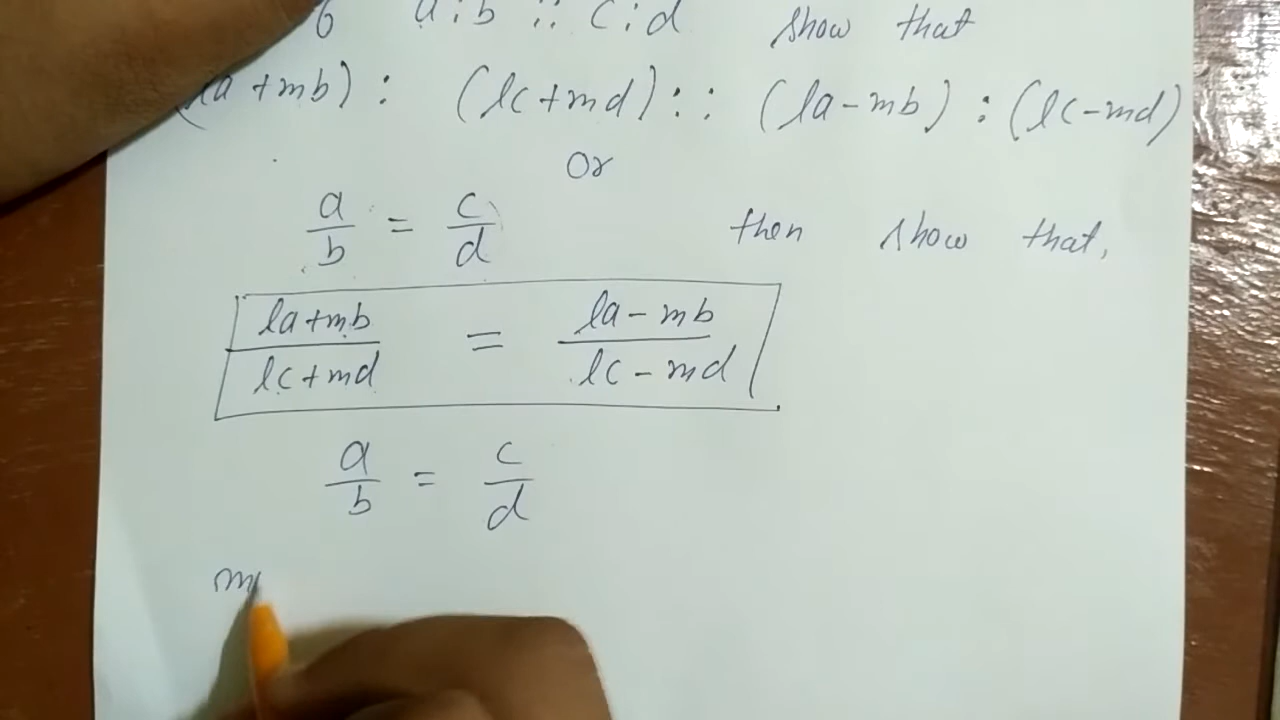 a : b :: c : d show that
(la + mb) : (lc + md) : : (la - mb) : (lc - md)
Or
a/b = c/d then show that,
la + mb / lc + md = la - mb / lc - md
a/b = c/d